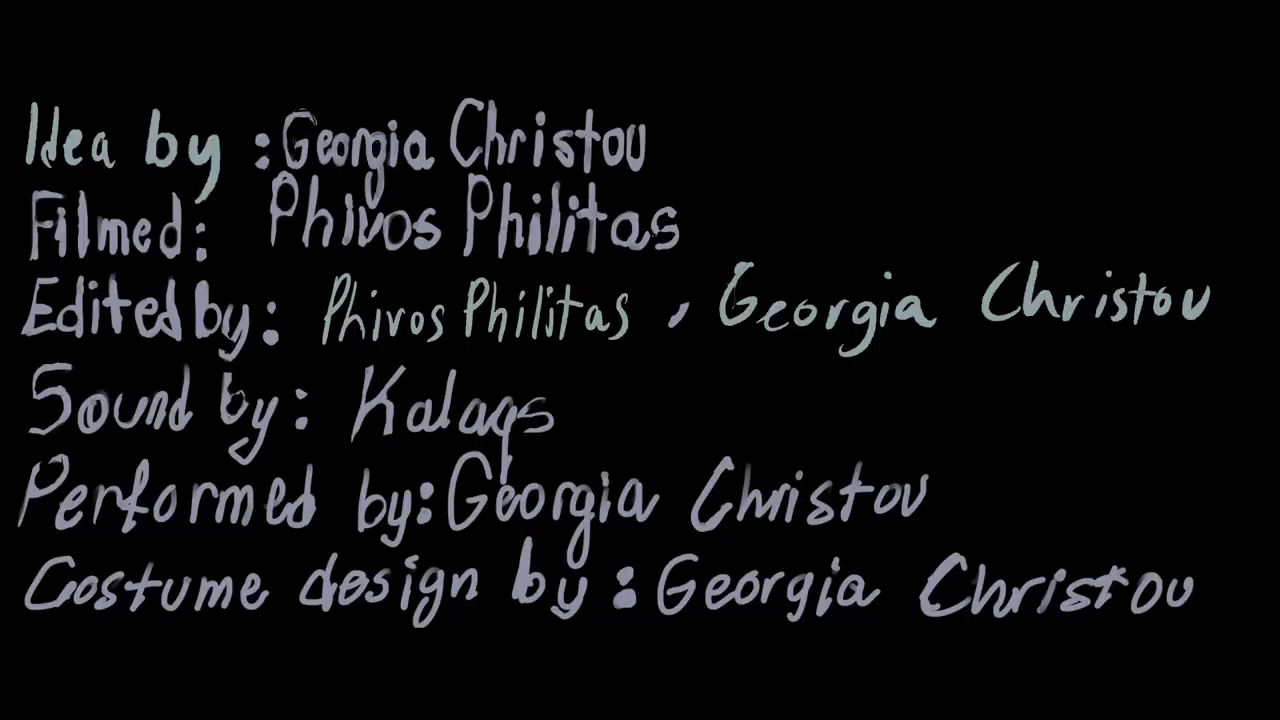 Idea by : Georgia Christou
Filmed: Phivos Philitas
Edited by: Phivos Philitas , Georgia Christou
Sound by: Kalaqs
Performed by: Georgia Christou
Costume design by : Georgia Christou